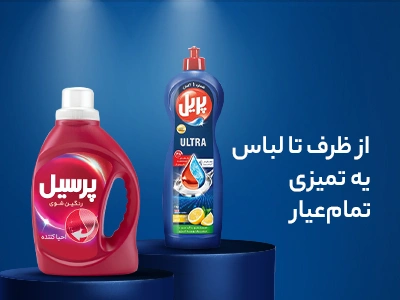 از ظرف تا لباس
یه تمیزی
تمام‌عیار
پریل
ULTRA
پرسیل
رنگین شوی
احیا کننده